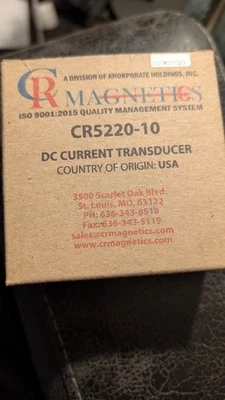 CR MAGNETICS
A DIVISION OF KHORPORATE HOLDINGS, INC.
ISO 9001:2015 QUALITY MANAGEMENT SYSTEM
CR5220-10
DC CURRENT TRANSDUCER
COUNTRY OF ORIGIN: USA
3500 Scarlet Oak Blvd.
St. Louis, MO. 63122
PH: 636-343-8518
Fax: 636-343-5119
sales@crmagnetics.com
www.crmagnetics.com